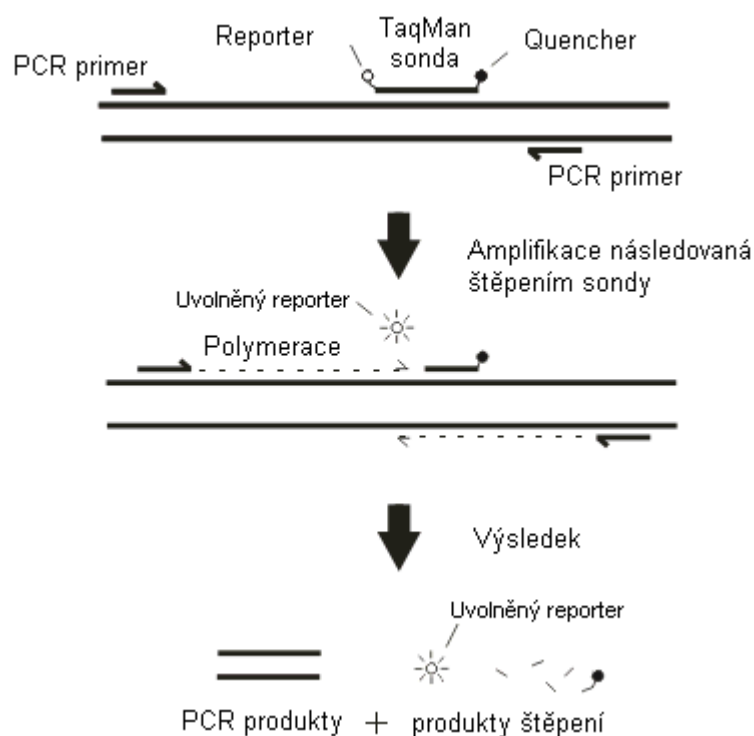 Reporter
TaqMan
sonda
Quencher
PCR primer
PCR primer
Amplifikace následovaná
štěpením sondy
Uvolněný reporter
Polymerace
Výsledek
Uvolněný reporter
PCR produkty + produkty štěpení